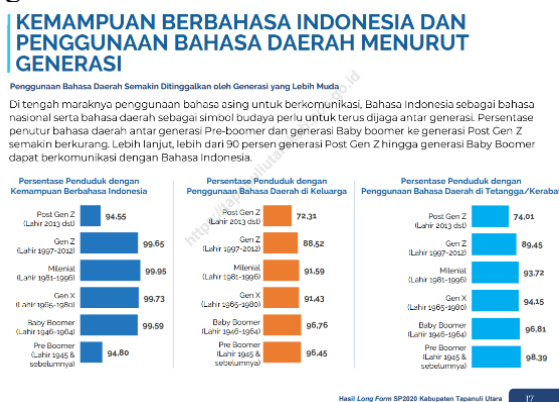 KEMAMPUAN BERBAHASA INDONESIA DAN
PENGGUNAAN BAHASA DAERAH MENURUT
GENERASI
Penggunaan Bahasa Daerah Semakin Ditinggalkan oleh Generasi yang Lebih Muda
Di tengah maraknya penggunaan bahasa asing untuk berkomunikasi, Bahasa Indonesia sebagai bahasa
nasional serta bahasa daerah sebagai simbol budaya perlu untuk terus dijaga antar generasi. Persentase
penutur bahasa daerah antar generasi Pre-boomer dan generasi Baby boomer ke generasi Post Gen Z
semakin berkurang. Lebih lanjut, lebih dari 90 persen generasi Post Gen Z hingga generasi Baby Boomer
dapat berkomunikasi dengan Bahasa Indonesia.
Persentase Penduduk dengan
Kemampuan Berbahasa Indonesia
Post Gen Z
(Lahir 2013 dst)
94.55
Gen Z
(Lahir 1997-2012)
99.65
Milenial
(Lahir 1981-1996)
99.95
Gen X
(Lahir 1965-1980)
99.73
Baby Boomer
(Lahir 1946-1964)
99.59
Pre Boomer
(Lahir 1945 &
sebelumnya)
94.80
Persentase Penduduk dengan
Penggunaan Bahasa Daerah di Keluarga
Post Gen Z
(Lahir 2013 dst)
72.31
Gen Z
(Lahir 1997-2012)
88.52
Milenial
(Lahir 1981-1996)
91.59
Gen X
(Lahir 1965-1980)
91.43
Baby Boomer
(Lahir 1946-1964)
96.76
Pre Boomer
(Lahir 1945 &
sebelumnya)
96.45
Persentase Penduduk dengan
Penggunaan Bahasa Daerah di Tetangga/Kerabat
Post Gen Z
(Lahir 2013 dst)
74.01
Gen Z
(Lahir 1997-2012)
89.45
Milenial
(Lahir 1981-1996)
93.72
Gen X
(Lahir 1965-1980)
94.15
Baby Boomer
(Lahir 1946-1964)
96.81
Pre Boomer
(Lahir 1945 &
sebelumnya)
98.39
Hasil Long Form SP2020 Kabupaten Tapanuli Utara
17